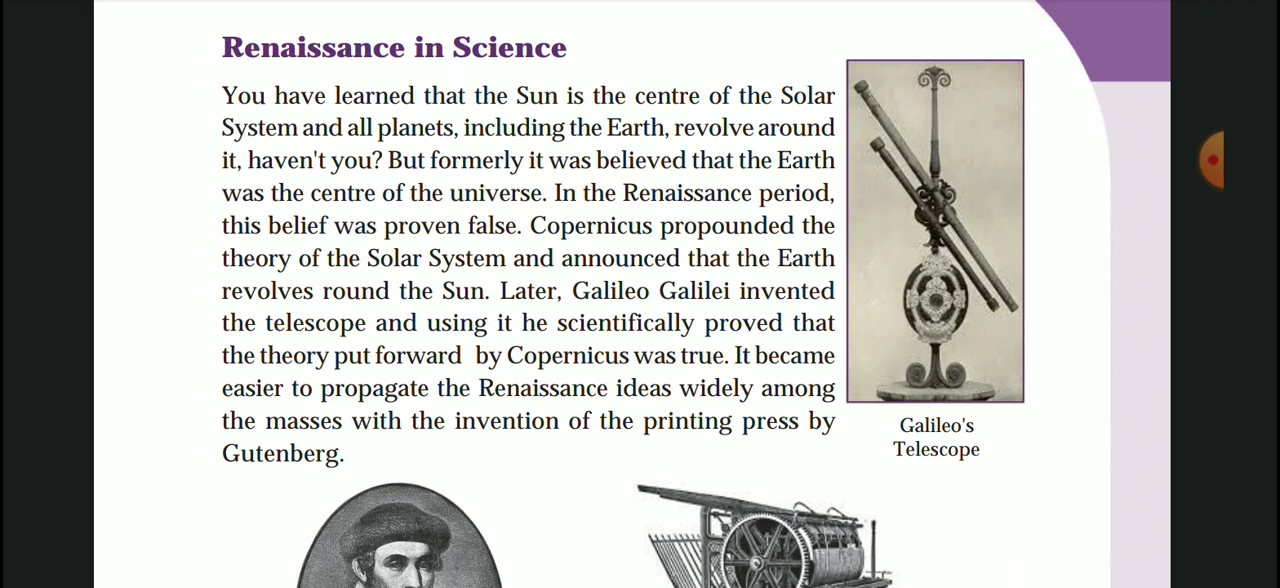 Renaissance in Science
You have learned that the Sun is the centre of the Solar
System and all planets, including the Earth, revolve around
it, haven't you? But formerly it was believed that the Earth
was the centre of the universe. In the Renaissance period,
this belief was proven false. Copernicus propounded the
theory of the Solar System and announced that the Earth
revolves round the Sun. Later, Galileo Galilei invented
the telescope and using it he scientifically proved that
the theory put forward by Copernicus was true. It became
easier to propagate the Renaissance ideas widely among
the masses with the invention of the printing press by
Gutenberg.
Galileo's
Telescope